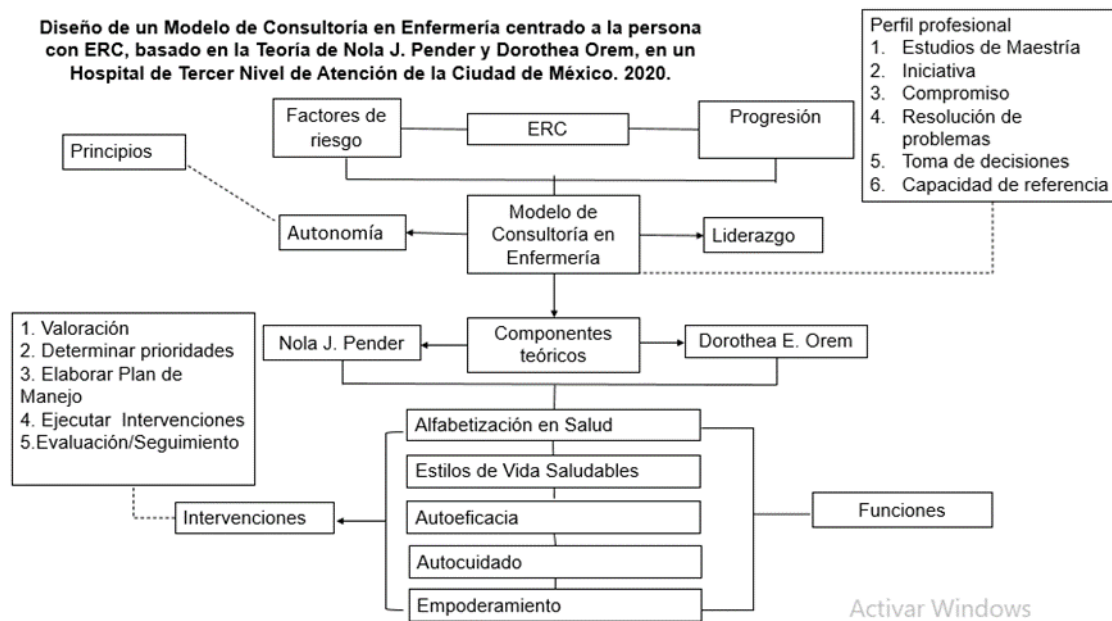 Diseño de un Modelo de Consultoría en Enfermería centrado a la persona
con ERC, basado en la Teoría de Nola J. Pender y Dorothea Orem, en un
Hospital de Tercer Nivel de Atención de la Ciudad de México. 2020.
Perfil profesional
1. Estudios de Maestría
2. Iniciativa
3. Compromiso
4. Resolución de
problemas
5. Toma de decisiones
6. Capacidad de referencia
Factores de
riesgo
ERC
Progresión
Principios
Autonomía
Modelo de
Consultoría en
Enfermería
Liderazgo
1. Valoración
2. Determinar prioridades
3. Elaborar Plan de
Manejo
4. Ejecutar Intervenciones
5.Evaluación/Seguimiento
Nola J. Pender
Componentes
teóricos
Dorothea E. Orem
Alfabetización en Salud
Estilos de Vida Saludables
Autoeficacia
Autocuidado
Empoderamiento
Intervenciones
Funciones
Activar Windows